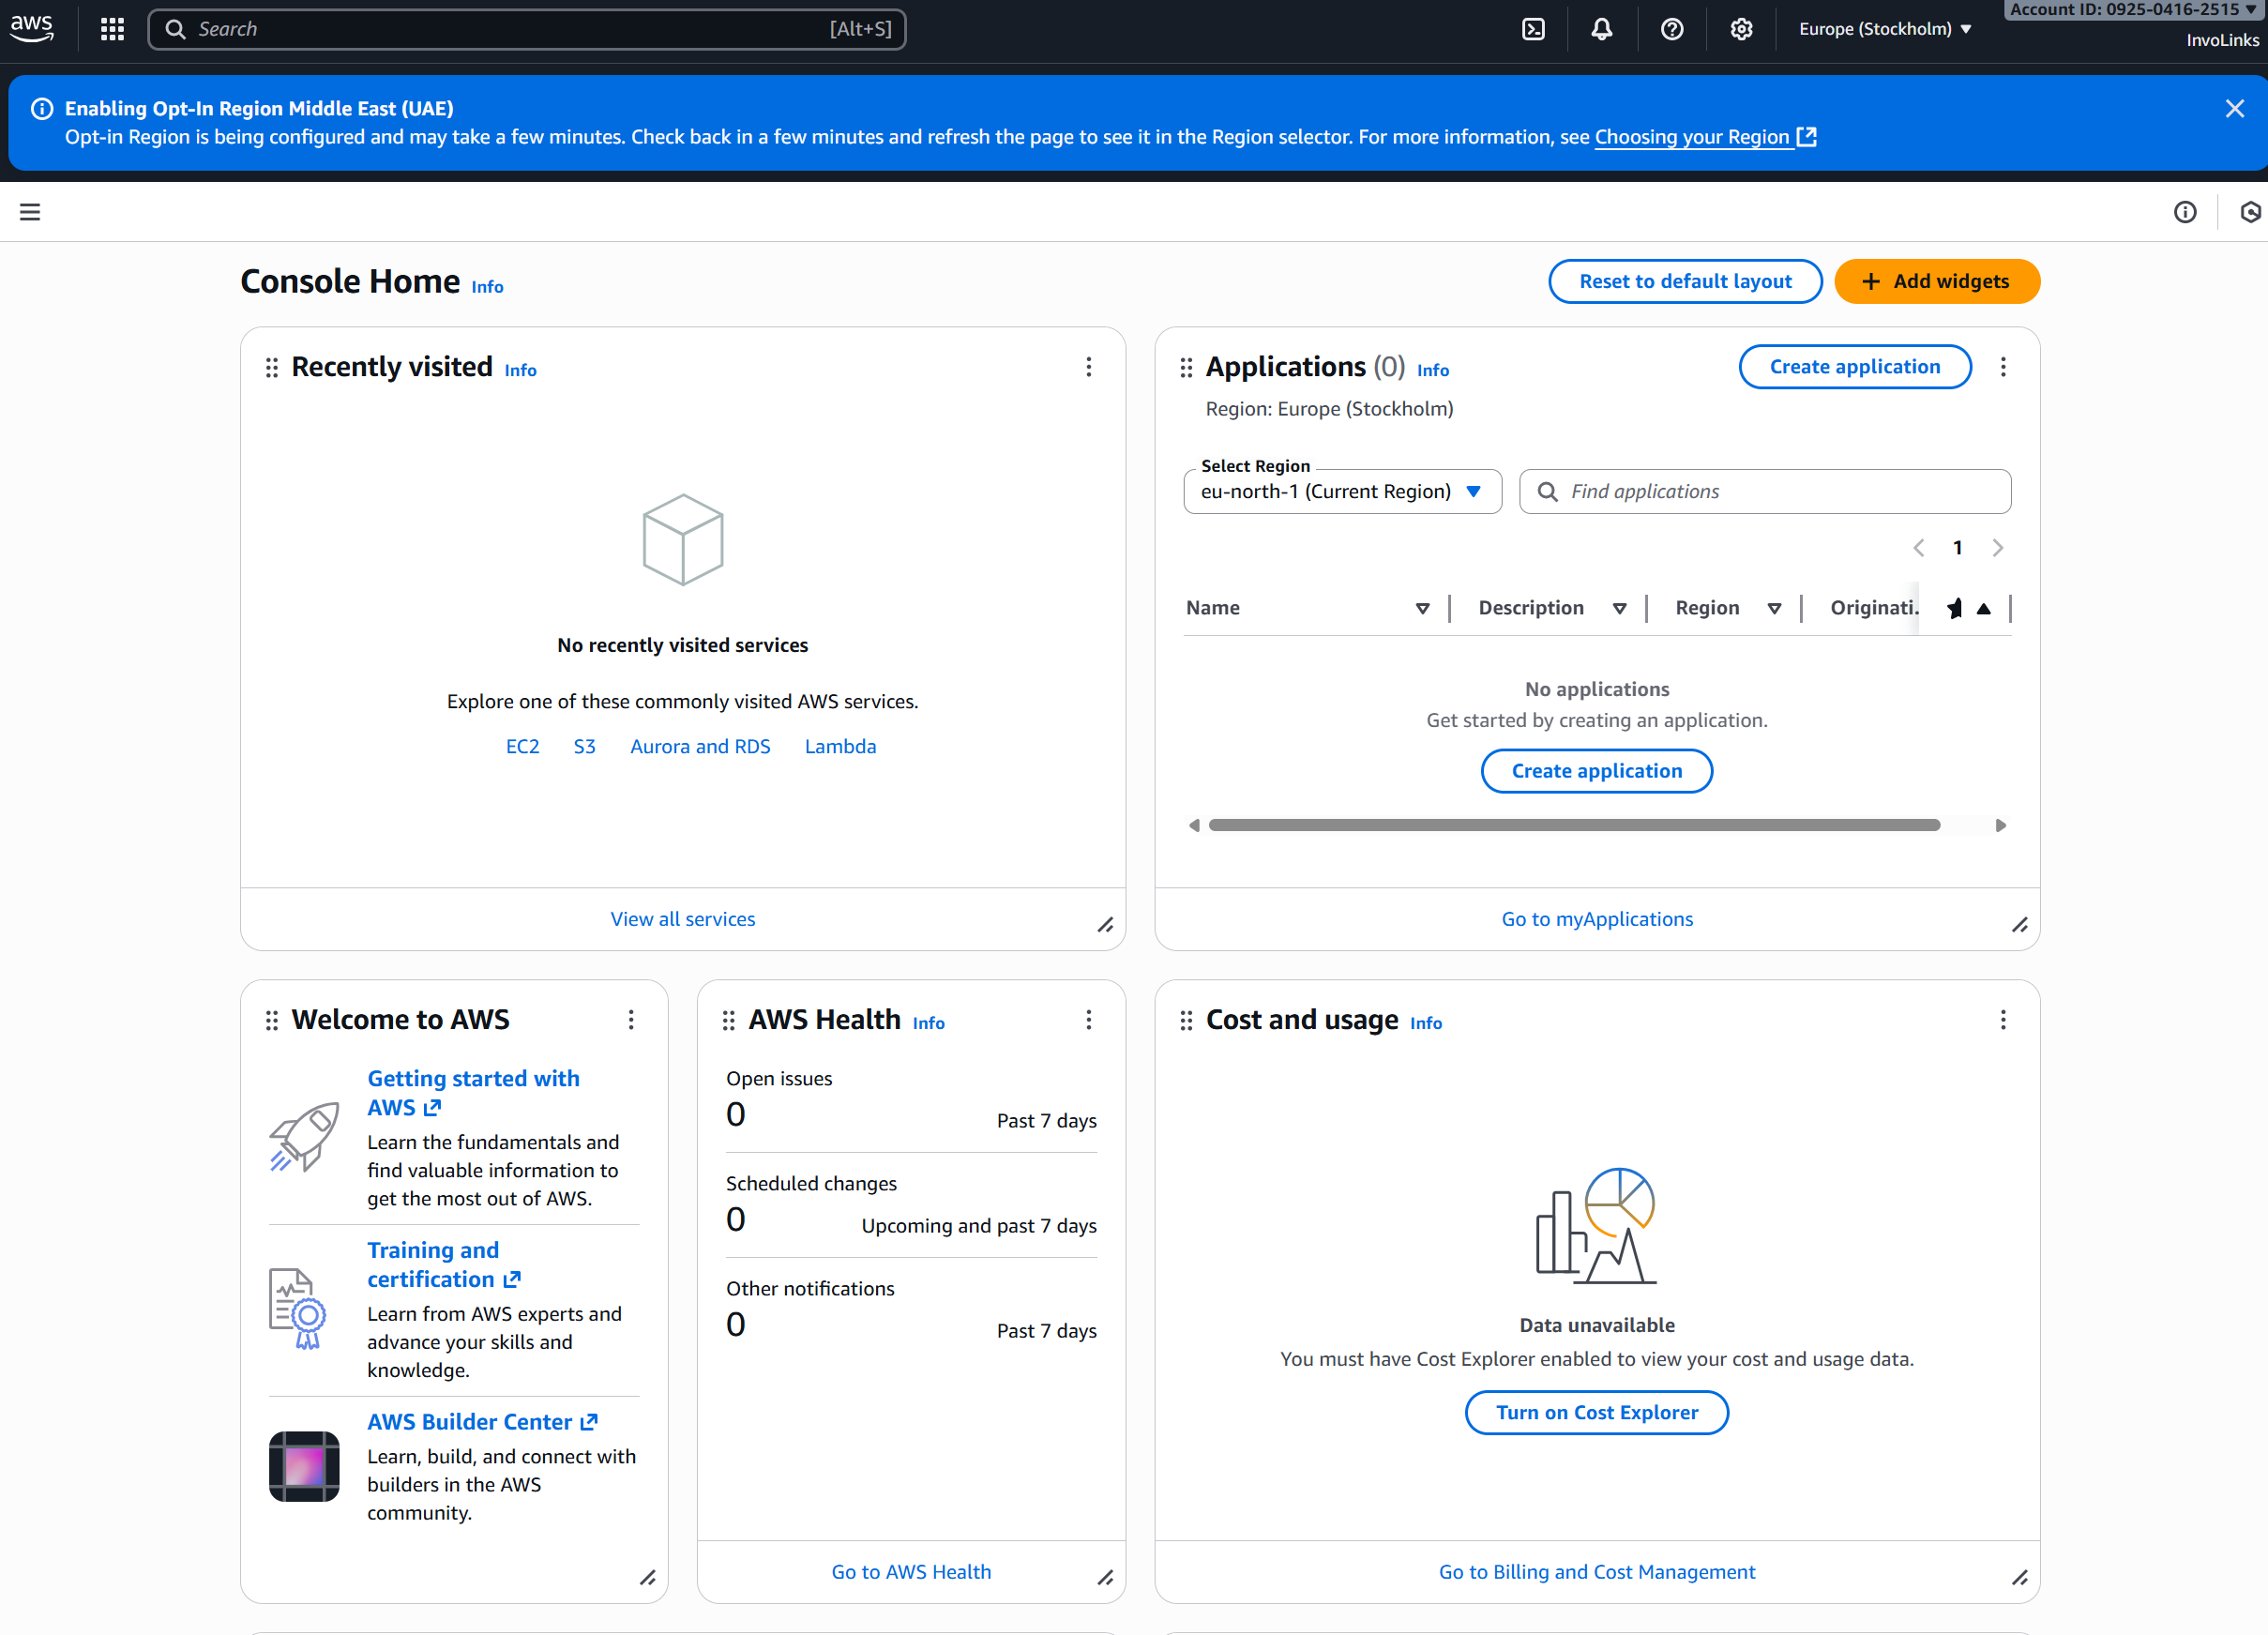 aws
Search
[Alt+S]
Europe (Stockholm)
Account ID: 0925-0416-2515
InvoLinks
Enabling Opt-In Region Middle East (UAE)
Opt-in Region is being configured and may take a few minutes. Check back in a few minutes and refresh the page to see it in the Region selector. For more information, see Choosing your Region
Console Home Info
Reset to default layout
Add widgets
Recently visited Info
No recently visited services
Explore one of these commonly visited AWS services.
EC2 S3 Aurora and RDS Lambda
View all services
Applications (0) Info
Create application
Region: Europe (Stockholm)
Select Region
eu-north-1 (Current Region)
Find applications
1
Name Description Region Originati.
No applications
Get started by creating an application.
Create application
Go to myApplications
Welcome to AWS
Getting started with
AWS
Learn the fundamentals and
find valuable information to
get the most out of AWS.
Training and
certification
Learn from AWS experts and
advance your skills and
knowledge.
AWS Builder Center
Learn, build, and connect with
builders in the AWS
community.
AWS Health Info
Open issues
0 Past 7 days
Scheduled changes
0 Upcoming and past 7 days
Other notifications
0 Past 7 days
Go to AWS Health
Cost and usage Info
Data unavailable
You must have Cost Explorer enabled to view your cost and usage data.
Turn on Cost Explorer
Go to Billing and Cost Management